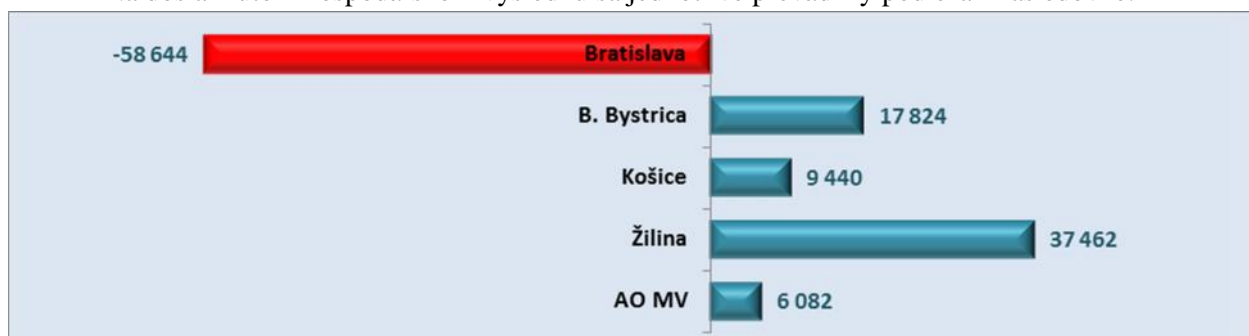 -58 644 Bratislava
B. Bystrica 17 824
Košice 9 440
Žilina 37 462
AO MV 6 082